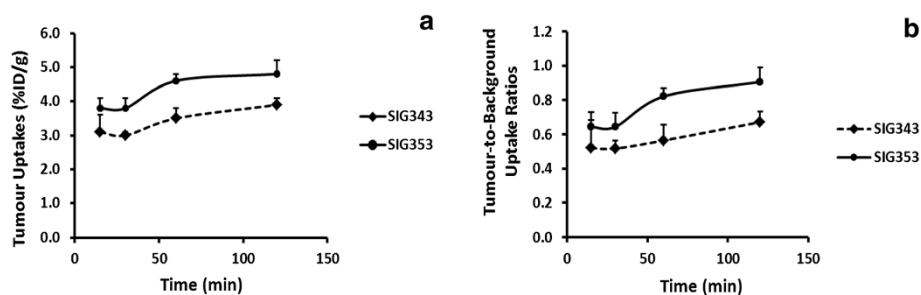 a
6.0
5.0
4.0
3.0
2.0
1.0
0.0
0 50 100 150
Tumour Uptakes (%ID/g)
Time (min)
SIG343
SIG353
b
1.2
1.0
0.8
0.6
0.4
0.2
0.0
0 50 100 150
Tumour-to-Background
Uptake Ratios
Time (min)
SIG343
SIG353